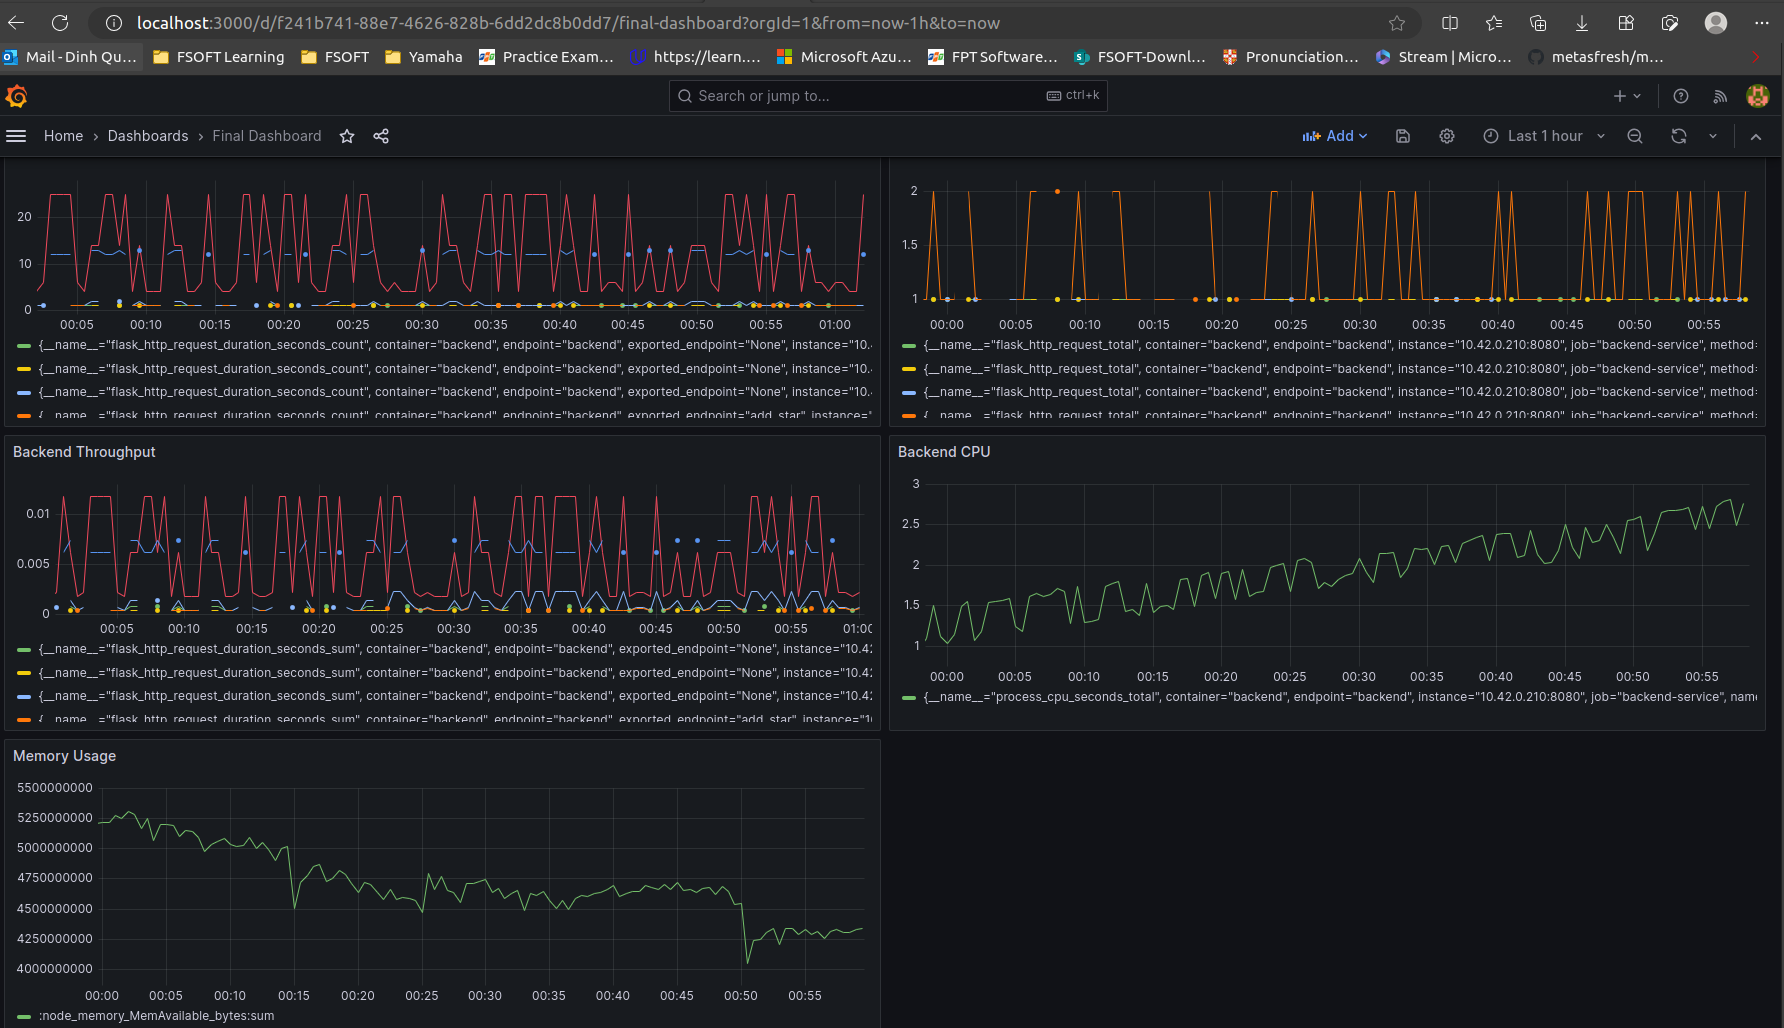 localhost:3000/d/f241b741-88e7-4626-828b-6dd2dc8b0dd7/final-dashboard?orgId=1&from=now-1h&to=now
Mail - Dinh Qu... FSOFT Learning FSOFT Yamaha Practice Exam... https://learn.... Microsoft Azu... FPT Software... FSOFT-Downl... Pronunciation... Stream | Micro... metasfresh/m...
Search or jump to... ctrl+k
Home › Dashboards › Final Dashboard Add Last 1 hour
20
10
0
00:05 00:10 00:15 00:20 00:25 00:30 00:35 00:40 00:45 00:50 00:55 01:00
{__name__="flask_http_request_duration_seconds_count", container="backend", endpoint="backend", exported_endpoint="None", instance="10.
{__name__="flask_http_request_duration_seconds_count", container="backend", endpoint="backend", exported_endpoint="None", instance="10.
{__name__="flask_http_request_duration_seconds_count", container="backend", endpoint="backend", exported_endpoint="None", instance="10.
{__name__="flask_http_request_duration_seconds_count", container="backend", endpoint="backend", exported_endpoint="add_star", instance="
2
1.5
1
00:00 00:05 00:10 00:15 00:20 00:25 00:30 00:35 00:40 00:45 00:50 00:55
{__name__="flask_http_request_total", container="backend", endpoint="backend", instance="10.42.0.210:8080", job="backend-service", method=
{__name__="flask_http_request_total", container="backend", endpoint="backend", instance="10.42.0.210:8080", job="backend-service", method=
{__name__="flask_http_request_total", container="backend", endpoint="backend", instance="10.42.0.210:8080", job="backend-service", method=
{__name__="flask_http_request_total", container="backend", endpoint="backend", instance="10.42.0.210:8080", job="backend-service", method=
Backend Throughput
0.01
0.005
0
00:05 00:10 00:15 00:20 00:25 00:30 00:35 00:40 00:45 00:50 00:55 01:00
{__name__="flask_http_request_duration_seconds_sum", container="backend", endpoint="backend", exported_endpoint="None", instance="10.42
{__name__="flask_http_request_duration_seconds_sum", container="backend", endpoint="backend", exported_endpoint="None", instance="10.42
{__name__="flask_http_request_duration_seconds_sum", container="backend", endpoint="backend", exported_endpoint="None", instance="10.42
{__name__="flask_http_request_duration_seconds_sum", container="backend", endpoint="backend", exported_endpoint="add_star", instance="10
Backend CPU
3
2.5
2
1.5
1
00:00 00:05 00:10 00:15 00:20 00:25 00:30 00:35 00:40 00:45 00:50 00:55
{__name__="process_cpu_seconds_total", container="backend", endpoint="backend", instance="10.42.0.210:8080", job="backend-service", name
Memory Usage
5500000000
5250000000
5000000000
4750000000
4500000000
4250000000
4000000000
00:00 00:05 00:10 00:15 00:20 00:25 00:30 00:35 00:40 00:45 00:50 00:55
:node_memory_MemAvailable_bytes:sum